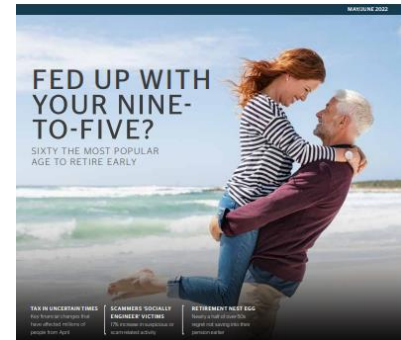 MAY/JUNE 2022
FED UP WITH
YOUR NINE-
TO-FIVE?
SIXTY THE MOST POPULAR
AGE TO RETIRE EARLY
TAX IN UNCERTAIN TIMES
Key financial changes that
have affected millions of
people from April
SCAMMERS 'SOCIALLY
ENGINEER' VICTIMS
17% increase in suspicious or
scam related activity
RETIREMENT NEST EGG
Nearly a half of over 50s
regret not saving into their
pension earlier